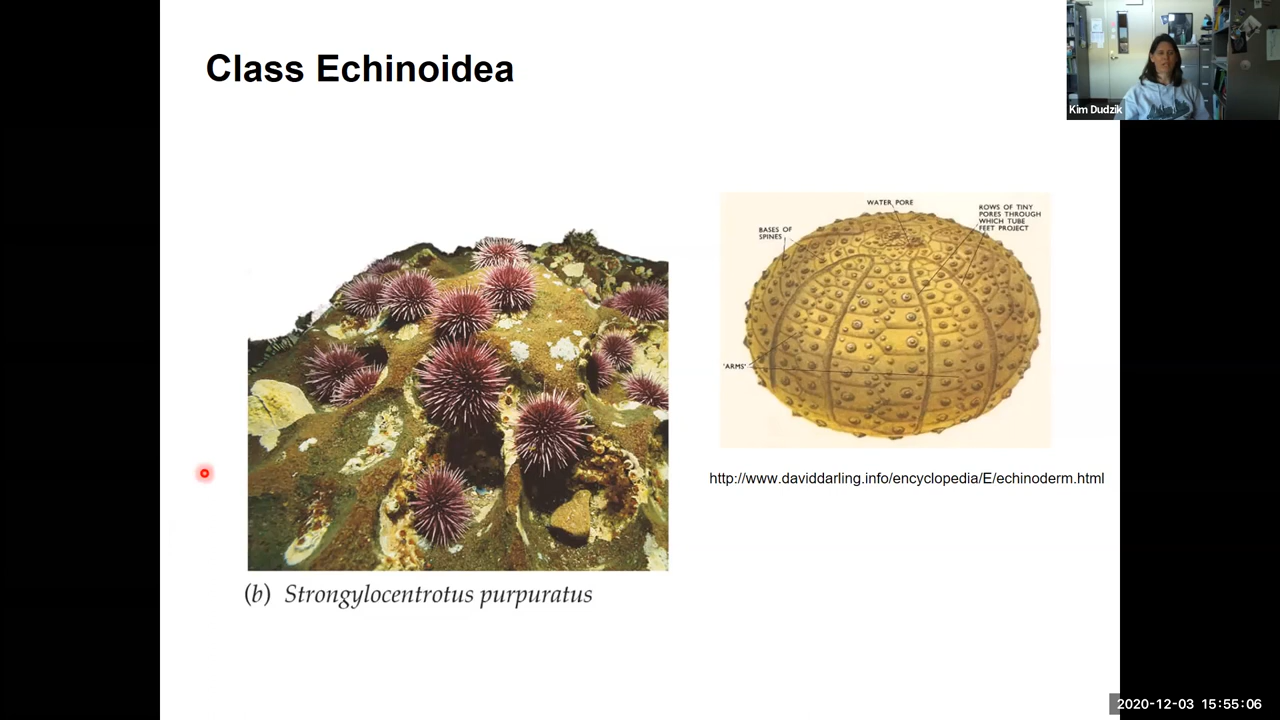 Class Echinoidea
Kim Dudzik
WATER PORE
ROWS OF TINY
PORES THROUGH
WHICH TUBE
FEET PROJECT
BASES OF
SPINES
'ARMS'
http://www.daviddarling.info/encyclopedia/E/echinoderm.html
(b) Strongylocentrotus purpuratus
2020-12-03 15:55:06